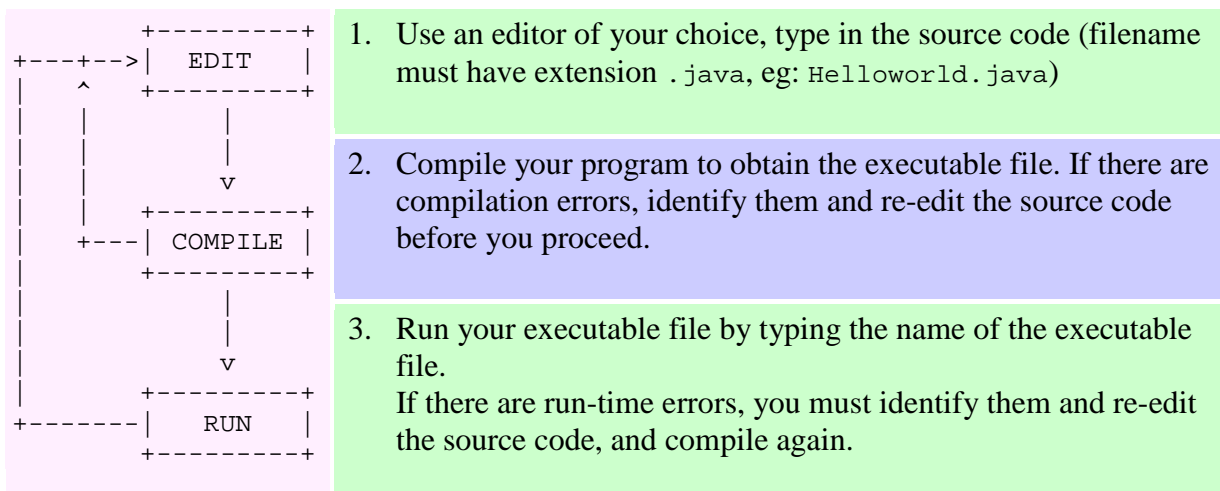 +---------+
+---+-->|  EDIT   |
|   ^   +---------+
|   |        |
|   |        |
|   |        v
|   |   +---------+
|   +---| COMPILE |
|       +---------+
|            |
|            |
|            v
|       +---------+
+-------|   RUN   |
+---------+
1. Use an editor of your choice, type in the source code (filename
must have extension .java, eg: Helloworld.java)
2. Compile your program to obtain the executable file. If there are
compilation errors, identify them and re-edit the source code
before you proceed.
3. Run your executable file by typing the name of the executable
file.
If there are run-time errors, you must identify them and re-edit
the source code, and compile again.